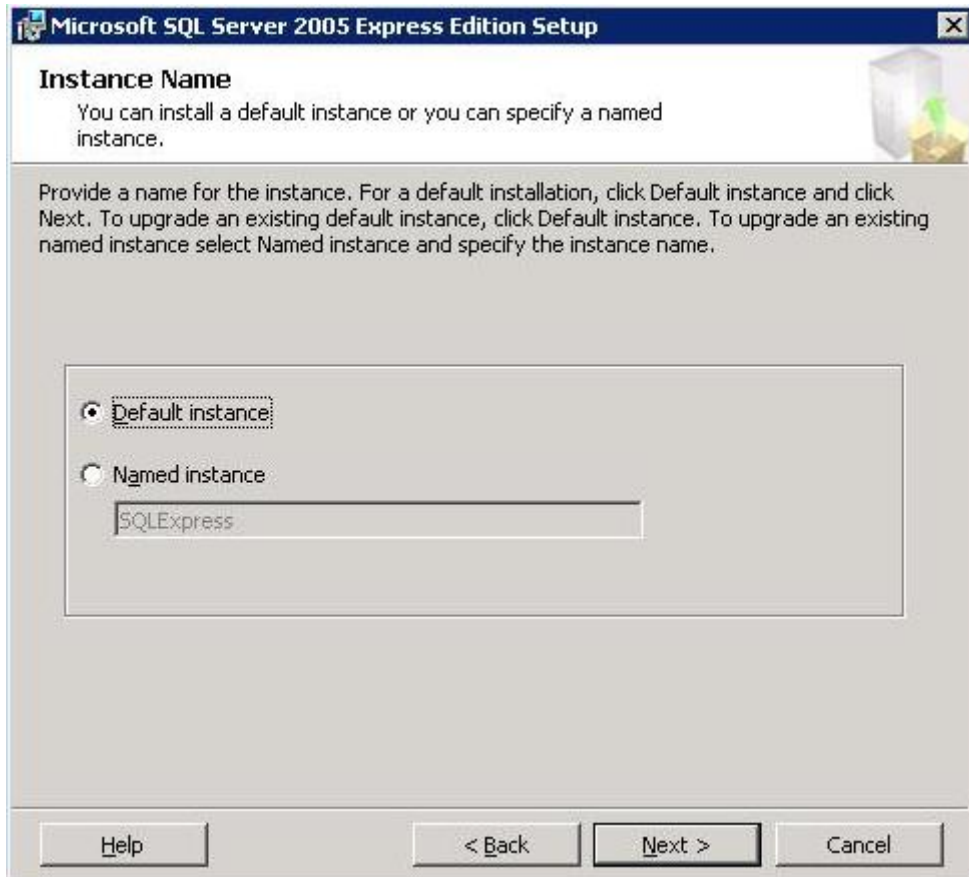 Microsoft SQL Server 2005 Express Edition Setup
Instance Name
You can install a default instance or you can specify a named
instance.
Provide a name for the instance. For a default installation, click Default instance and click
Next. To upgrade an existing default instance, click Default instance. To upgrade an existing
named instance select Named instance and specify the instance name.
Default instance
Named instance
SQLExpress
Help
< Back
Next >
Cancel